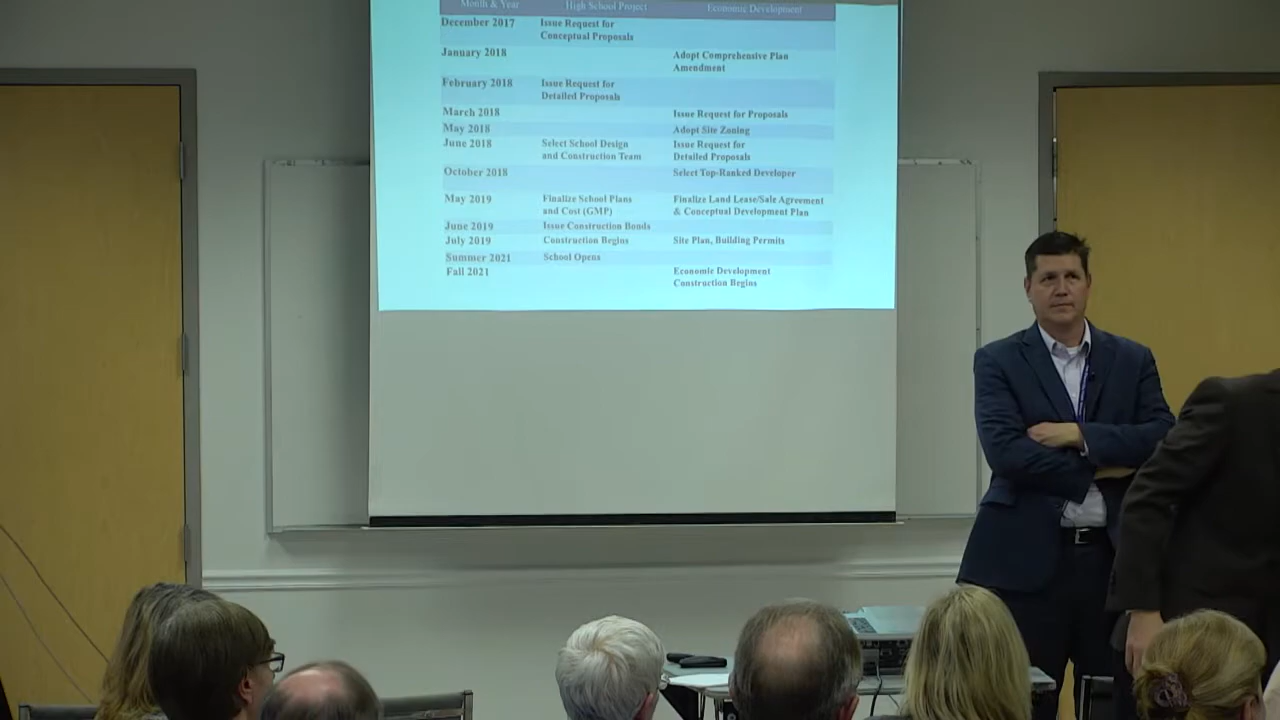 Month & Year High School Project Economic Development
December 2017 Issue Request for
Conceptual Proposals
January 2018 Adopt Comprehensive Plan
Amendment
February 2018 Issue Request for
Detailed Proposals
March 2018 Issue Request for Proposals
May 2018 Adopt Site Zoning
June 2018 Select School Design Issue Request for
and Construction Team Detailed Proposals
October 2018 Select Top-Ranked Developer
May 2019 Finalize School Plans Finalize Land Lease/Sale Agreement
and Cost (GMP) & Conceptual Development Plan
June 2019 Issue Construction Bonds
July 2019 Construction Begins Site Plan, Building Permits
Summer 2021 School Opens
Fall 2021 Economic Development
Construction Begins